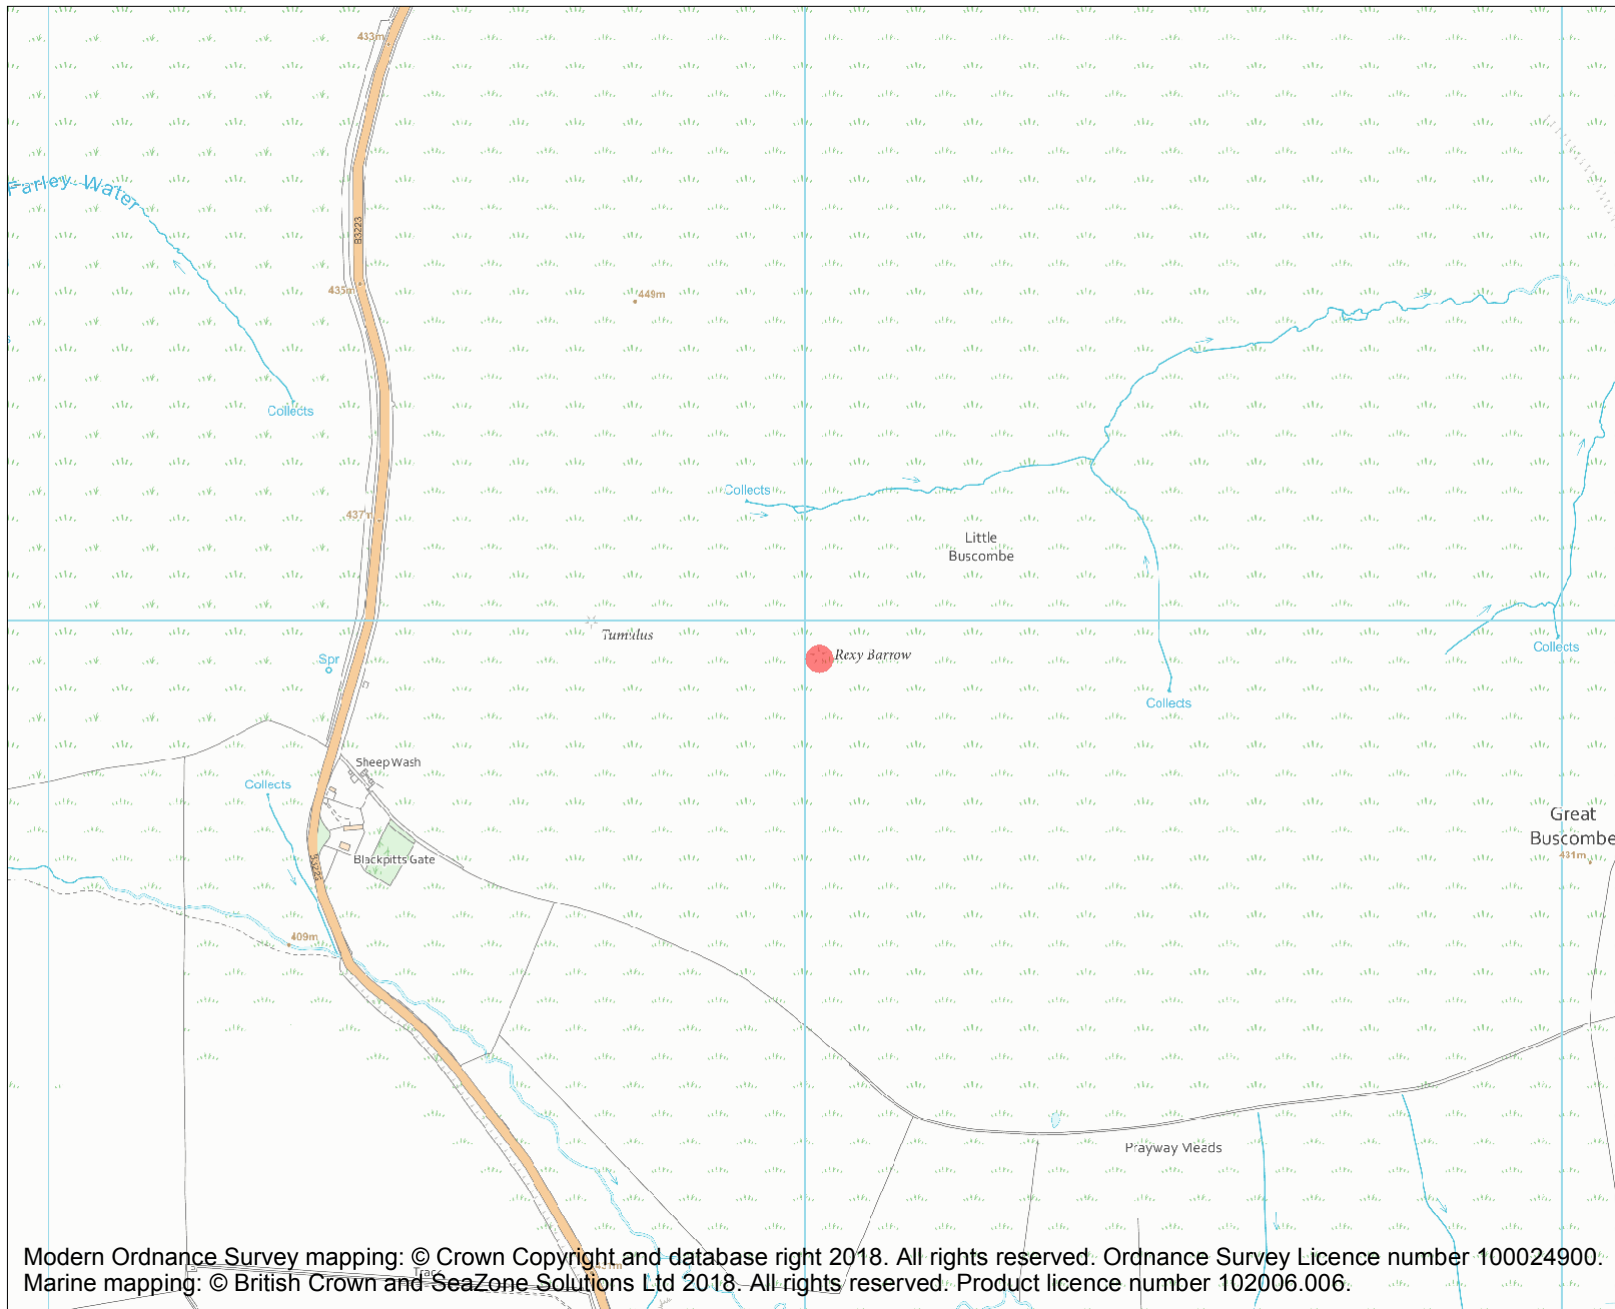 433m
Farley Water
B3223
435m
449m
Collects
Collects
437m
Little
Buscombe
Tumulus
Rexy Barrow
Spr
Collects
Collects
Sheep Wash
Collects
Great
Buscombe
431m
Blackpitts Gate
B3223
409m
Prayway Meads
Modern Ordnance Survey mapping: © Crown Copyright and database right 2018. All rights reserved. Ordnance Survey Licence number 100024900.
Marine mapping: © British Crown and SeaZone Solutions Ltd 2018. All rights reserved. Product licence number 102006.006.